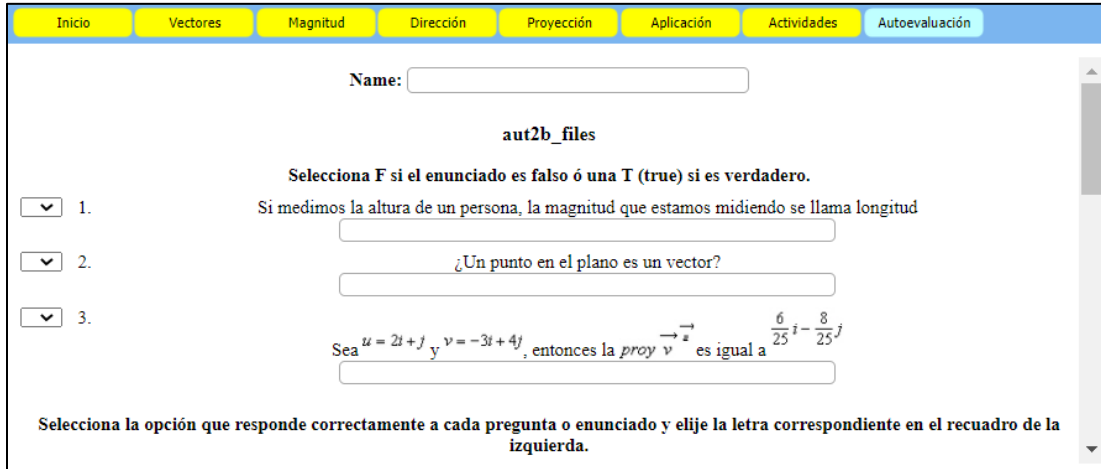 Inicio Vectores Magnitud Dirección Proyección Aplicación Actividades Autoevaluación
Name:
aut2b_files
Selecciona F si el enunciado es falso ó una T (true) si es verdadero.
1. Si medimos la altura de un persona, la magnitud que estamos midiendo se llama longitud
2. ¿Un punto en el plano es un vector?
3. Sea u = 2i + j y v = −3i + 4j, entonces la proy v⃗ u⃗ es igual a 6/25 i − 8/25 j
Selecciona la opción que responde correctamente a cada pregunta o enunciado y elije la letra correspondiente en el recuadro de la
izquierda.